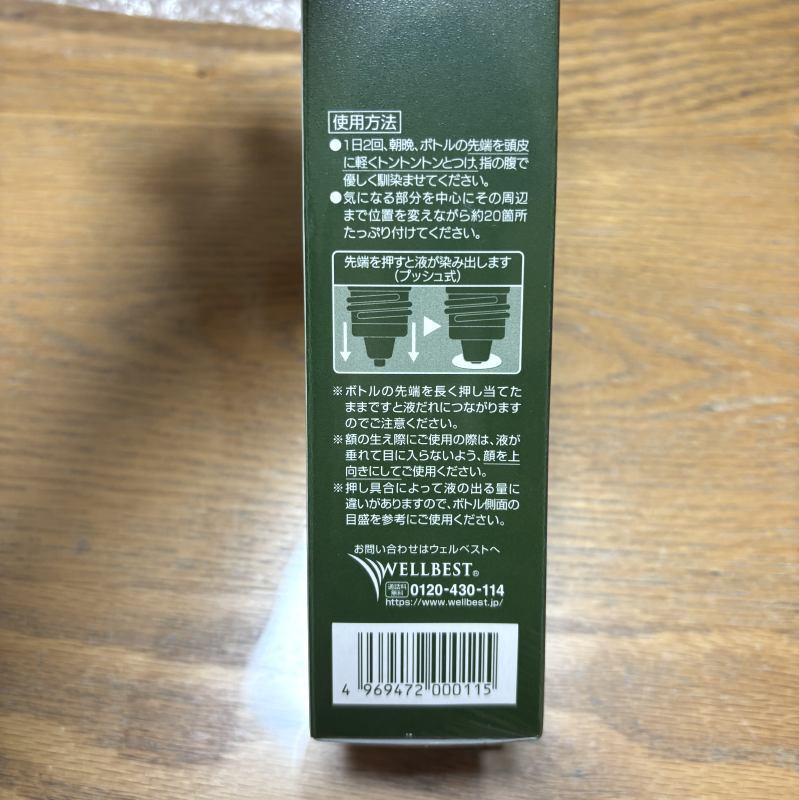 使用方法
●1日2回、朝晩、ボトルの先端を頭皮
に軽くトントントンとつけ、指の腹で
優しく馴染ませてください。
●気になる部分を中心にその周辺
まで位置を変えながら約20箇所
たっぷり付けてください。
先端を押すと液が染み出します
(プッシュ式)
※ボトルの先端を長く押し当てた
ままですと液だれにつながります
のでご注意ください。
※額の生え際にご使用の際は、液が
垂れて目に入らないよう、顔を上
向きにしてご使用ください。
※押し具合によって液の出る量に
違いがありますので、ボトル側面の
目盛を参考にご使用ください。
お問い合わせはウェルベストへ
WELLBEST®
通話料
無料 0120-430-114
https://www.wellbest.jp/
4 969472 000115